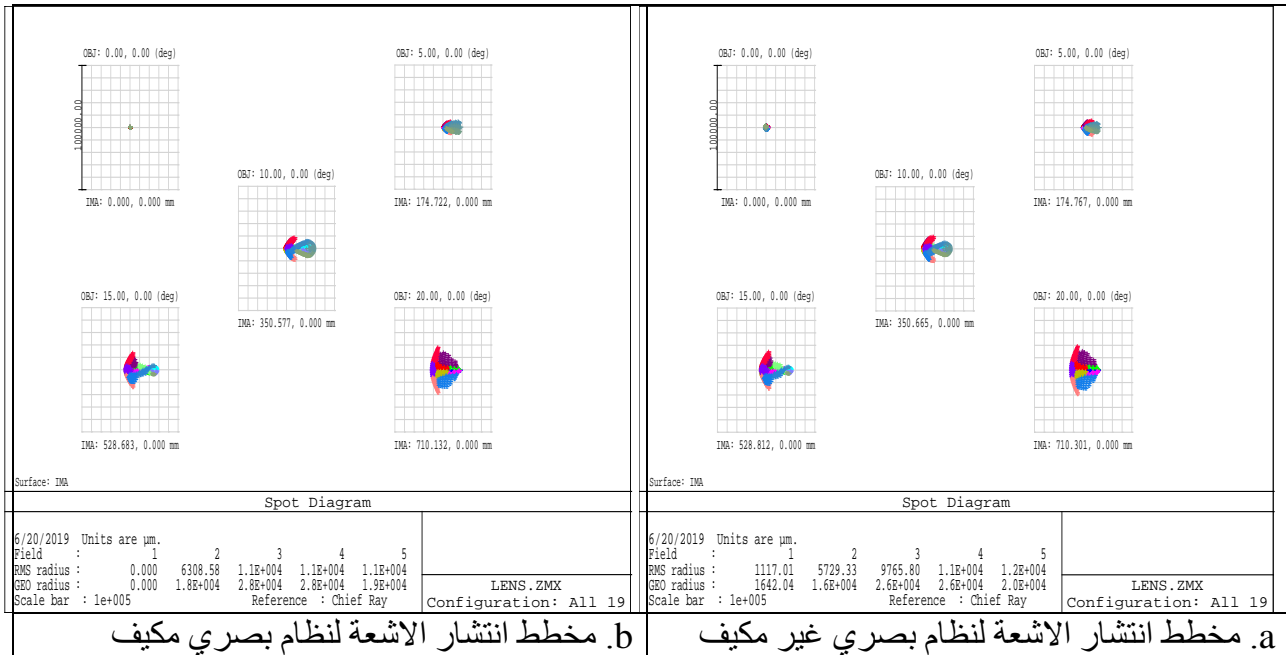 OBJ: 0.00, 0.00 (deg)
OBJ: 5.00, 0.00 (deg)
100000.00
OBJ: 10.00, 0.00 (deg)
IMA: 0.000, 0.000 mm
IMA: 174.722, 0.000 mm
OBJ: 15.00, 0.00 (deg)
OBJ: 20.00, 0.00 (deg)
IMA: 350.577, 0.000 mm
IMA: 528.683, 0.000 mm
IMA: 710.132, 0.000 mm
Surface: IMA
Spot Diagram
6/20/2019 Units are µm.
Field : 1 2 3 4 5
RMS radius : 0.000 6308.58 1.1E+004 1.1E+004 1.1E+004
GEO radius : 0.000 1.8E+004 2.8E+004 2.8E+004 1.9E+004
Scale bar : 1e+005 Reference : Chief Ray
LENS.ZMX
Configuration: All 19
b. مخطط انتشار الاشعة لنظام بصري مكيف
OBJ: 0.00, 0.00 (deg)
OBJ: 5.00, 0.00 (deg)
100000.00
OBJ: 10.00, 0.00 (deg)
IMA: 0.000, 0.000 mm
IMA: 174.767, 0.000 mm
OBJ: 15.00, 0.00 (deg)
OBJ: 20.00, 0.00 (deg)
IMA: 350.665, 0.000 mm
IMA: 528.812, 0.000 mm
IMA: 710.301, 0.000 mm
Surface: IMA
Spot Diagram
6/20/2019 Units are µm.
Field : 1 2 3 4 5
RMS radius : 1117.01 5729.33 9765.80 1.1E+004 1.2E+004
GEO radius : 1642.04 1.6E+004 2.6E+004 2.6E+004 2.0E+004
Scale bar : 1e+005 Reference : Chief Ray
LENS.ZMX
Configuration: All 19
a. مخطط انتشار الاشعة لنظام بصري غير مكيف